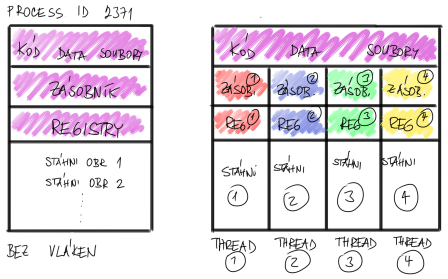 PROCESS ID 2371
KÓD DATA SOUBORY
ZÁSOBNÍK
REGISTRY
STÁHNI OBR 1
STÁHNI OBR 2
BEZ VLÁKEN
KÓD DATA SOUBORY
ZÁSOB. 1 ZÁSOB. 2 ZÁSOB. 3 ZÁSOB. 4
REG 1 REG 2 REG 3 REG 4
STÁHNI STÁHNI STÁHNI STÁHNI
1 2 3 4
THREAD THREAD THREAD THREAD
1 2 3 4